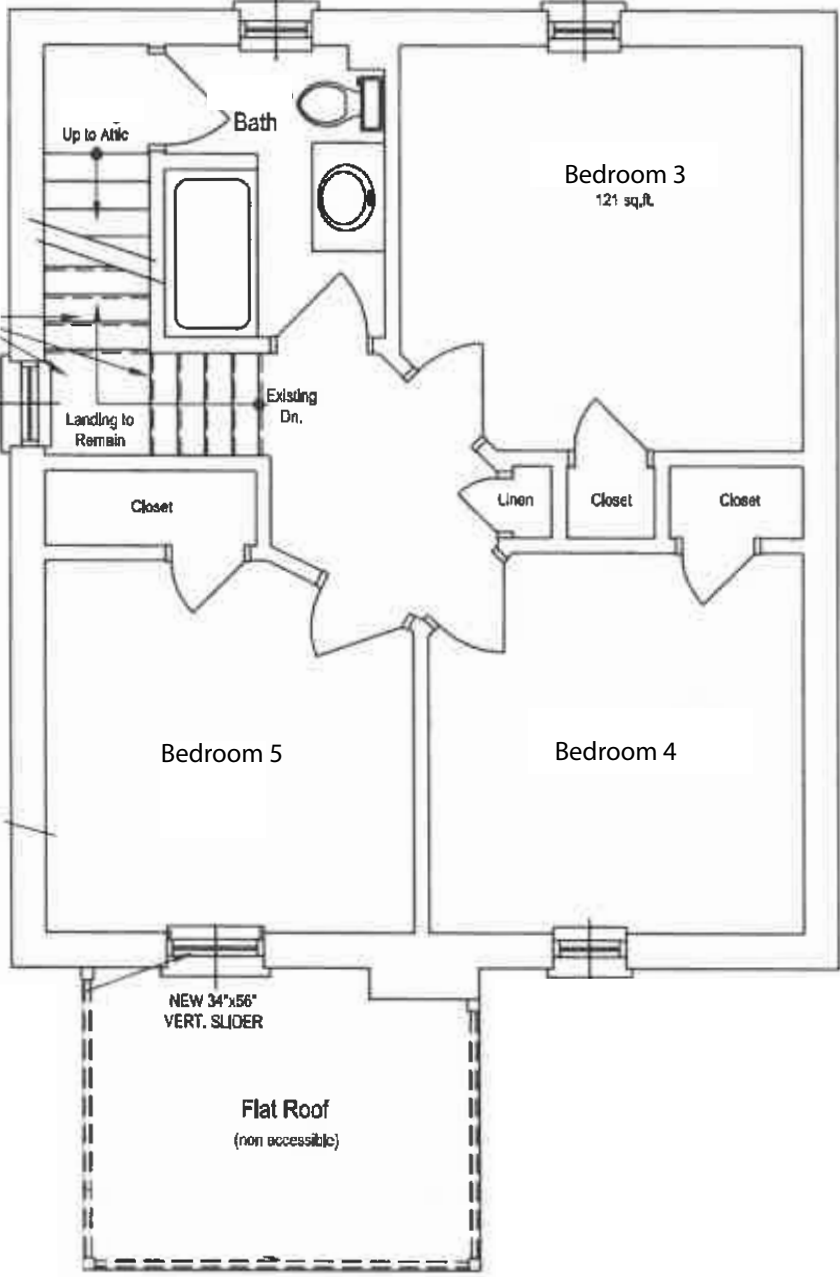 Bath
Up to Attic
Bedroom 3
121 sq.ft.
Existing
Dn.
Landing to
Remain
Closet
Linen
Closet
Closet
Bedroom 5
Bedroom 4
NEW 34"x56"
VERT. SLIDER
Flat Roof
(non accessible)